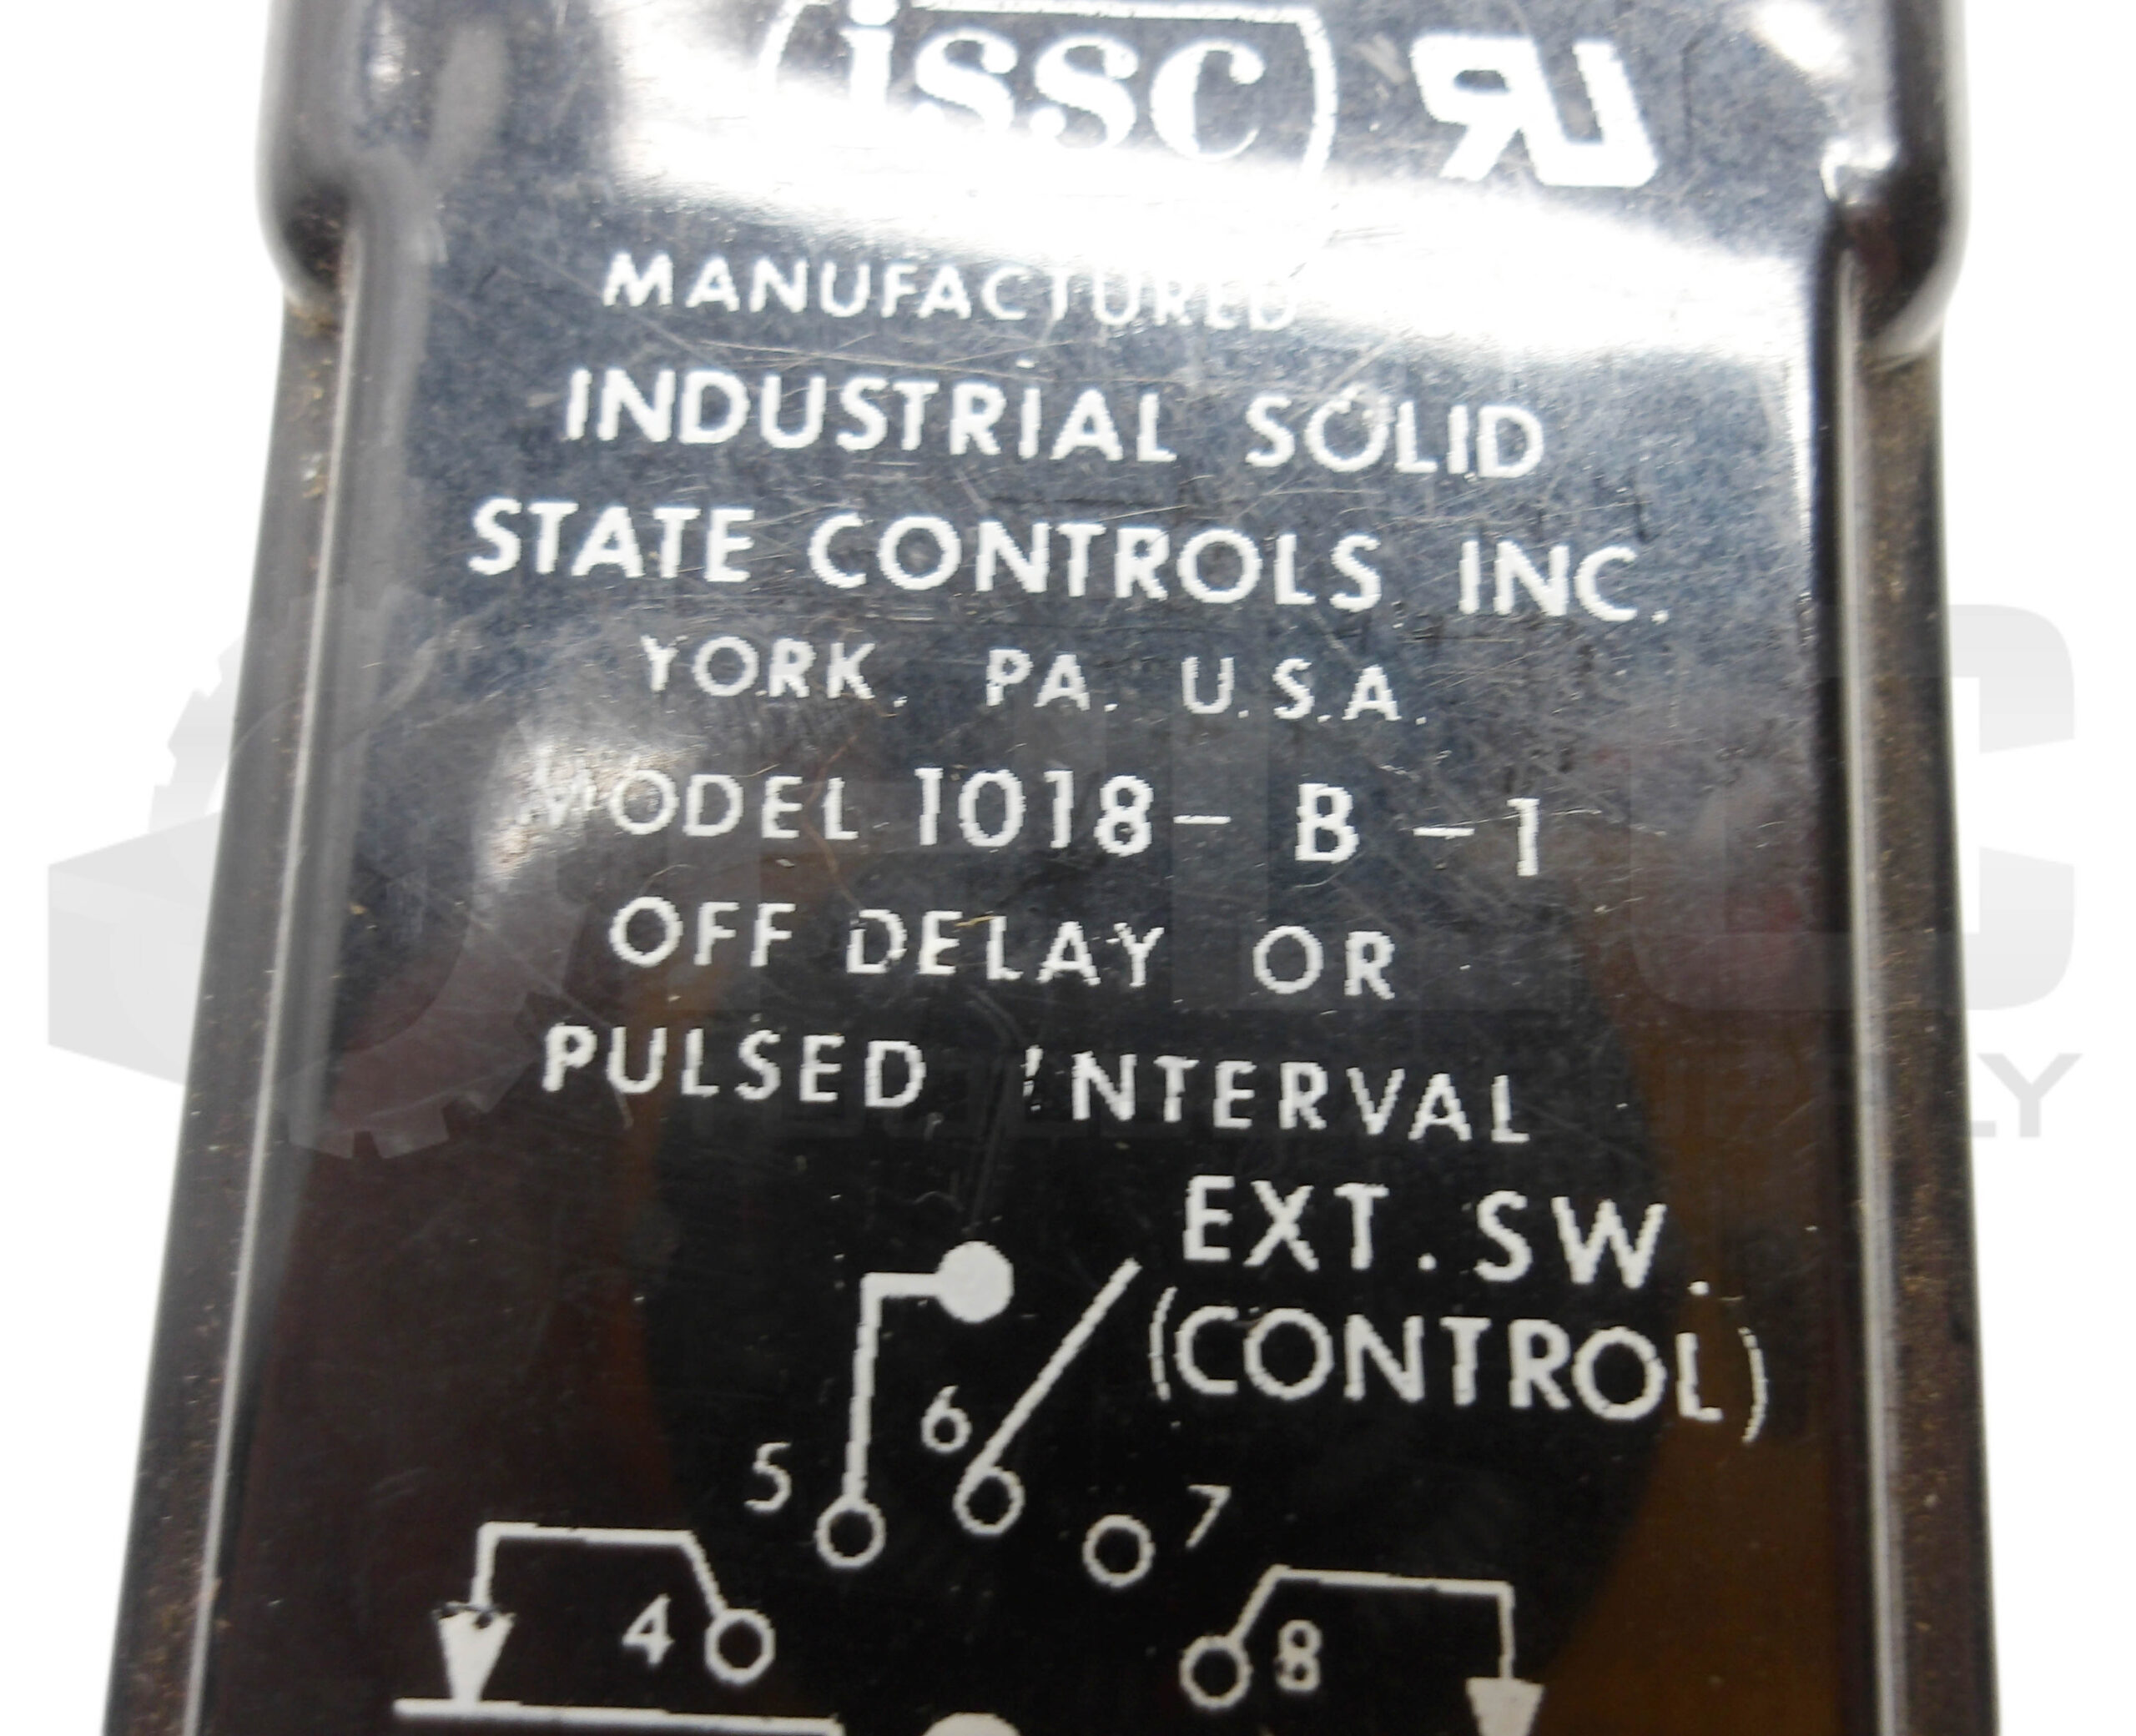 issc RU
MANUFACTURED
INDUSTRIAL SOLID
STATE CONTROLS INC.
YORK, PA. U.S.A.
MODEL 1018-B-1
OFF DELAY OR
PULSED INTERVAL
EXT. SW.
(CONTROL)
6
5
7
4
8